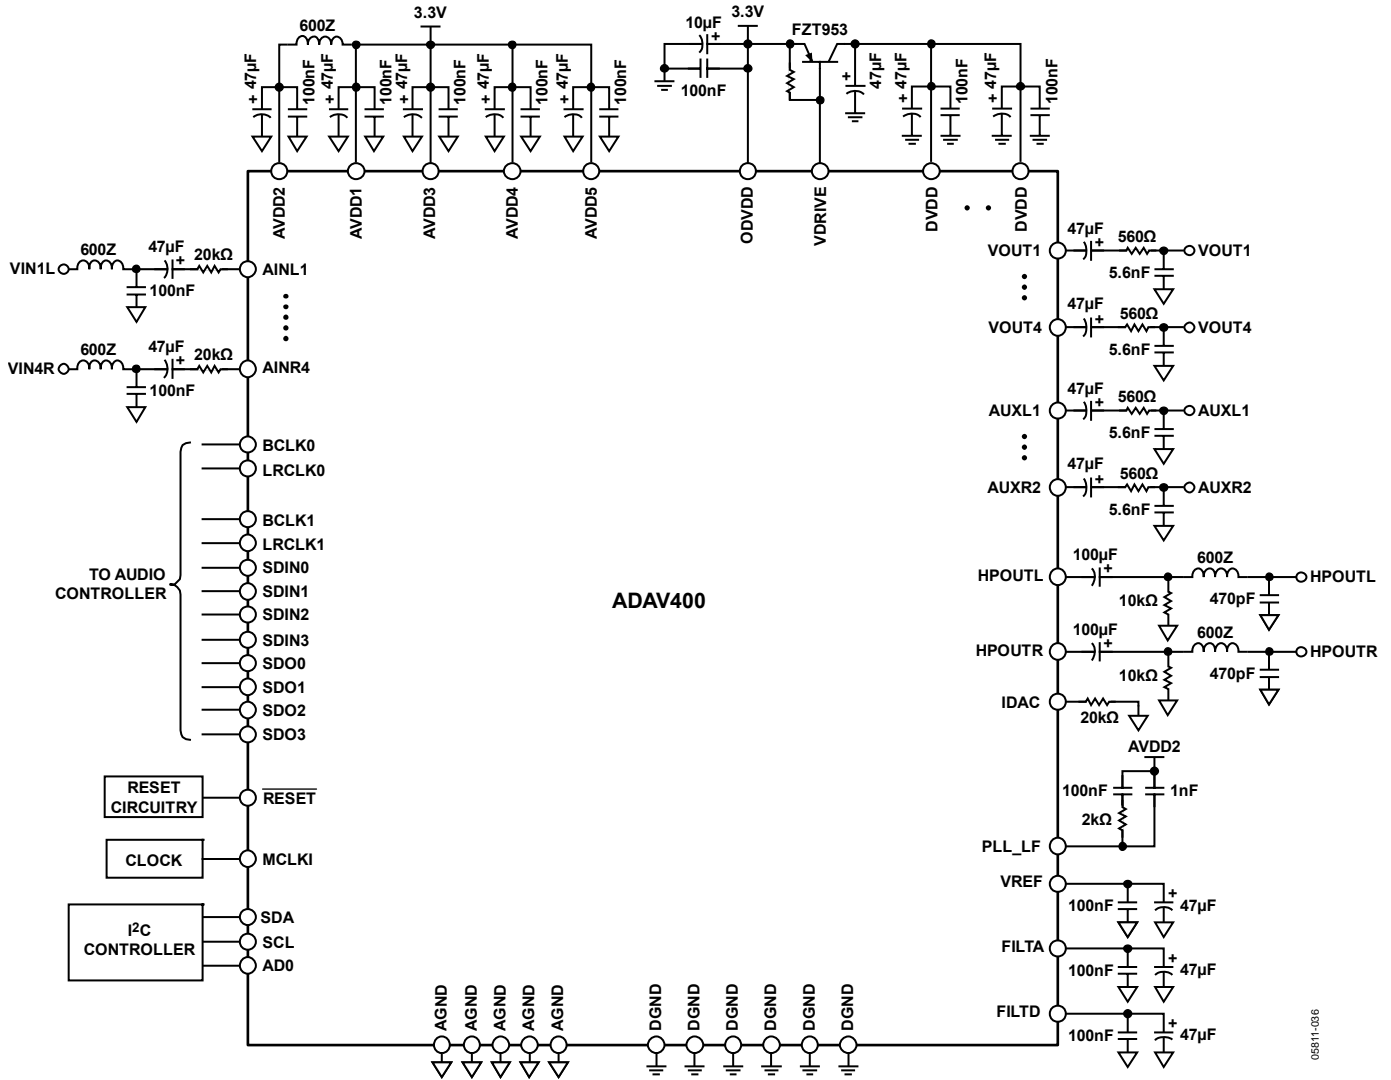 3.3V
3.3V
600Z
10µF
FZT953
47µF
100nF
47µF
100nF
47µF
100nF
47µF
100nF
47µF
100nF
100nF
47µF
47µF
100nF
47µF
100nF
AVDD2
AVDD1
AVDD3
AVDD4
AVDD5
ODVDD
VDRIVE
DVDD
DVDD
VIN1L
600Z
47µF
20kΩ
100nF
AINL1
VIN4R
600Z
47µF
20kΩ
100nF
AINR4
TO AUDIO
CONTROLLER
BCLK0
LRCLK0
BCLK1
LRCLK1
SDIN0
SDIN1
SDIN2
SDIN3
SDO0
SDO1
SDO2
SDO3
RESET
CIRCUITRY
RESET
CLOCK
MCLKI
I2C
CONTROLLER
SDA
SCL
AD0
ADAV400
VOUT1
47µF
560Ω
5.6nF
VOUT1
VOUT4
47µF
560Ω
5.6nF
VOUT4
AUXL1
47µF
560Ω
5.6nF
AUXL1
AUXR2
47µF
560Ω
5.6nF
AUXR2
HPOUTL
100µF
10kΩ
600Z
470pF
HPOUTL
HPOUTR
100µF
10kΩ
600Z
470pF
HPOUTR
IDAC
20kΩ
AVDD2
100nF
1nF
2kΩ
PLL_LF
VREF
100nF
47µF
FILTA
100nF
47µF
FILTD
100nF
47µF
AGND
AGND
AGND
AGND
AGND
DGND
DGND
DGND
DGND
DGND
DGND
05811-036